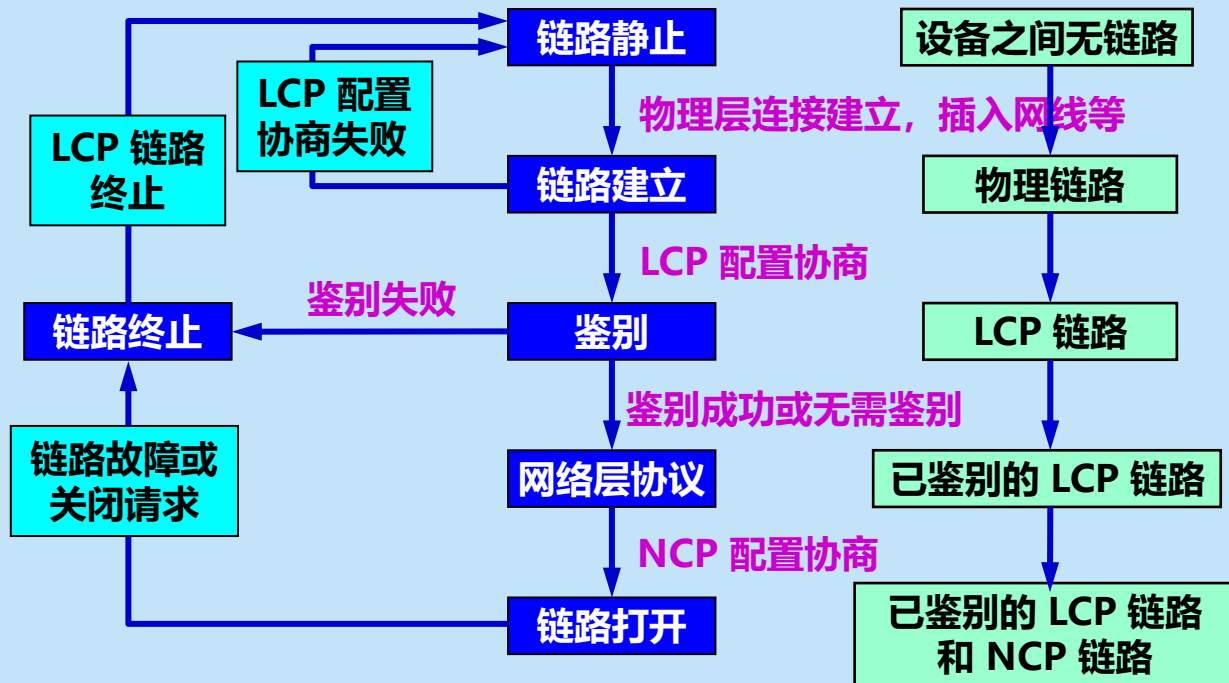 链路静止
设备之间无链路
LCP 配置
协商失败
物理层连接建立，插入网线等
LCP 链路
终止
链路建立
物理链路
LCP 配置协商
鉴别失败
链路终止
鉴别
LCP 链路
鉴别成功或无需鉴别
链路故障或
关闭请求
网络层协议
已鉴别的 LCP 链路
NCP 配置协商
链路打开
已鉴别的 LCP 链路
和 NCP 链路